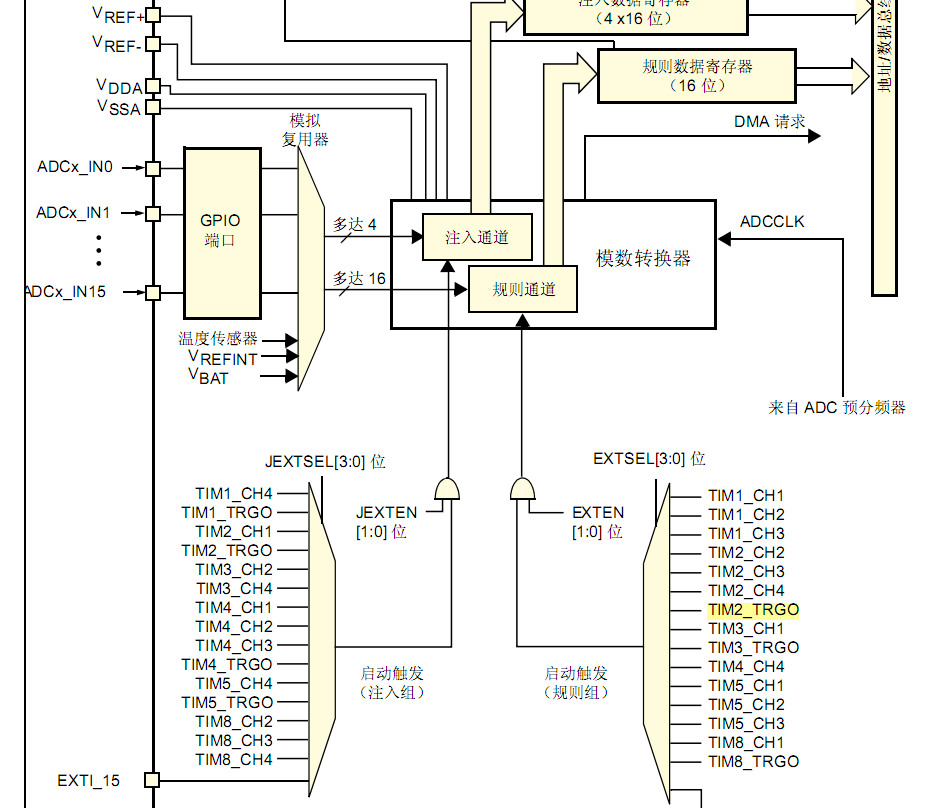 VREF+
VREF-
VDDA
VSSA
注入数据寄存器
（4 x16 位）
规则数据寄存器
（16 位）
地址/数据总线
DMA 请求
模拟
复用器
ADCx_IN0
ADCx_IN1
ADCx_IN15
GPIO
端口
多达 4
多达 16
注入通道
规则通道
模数转换器
ADCCLK
来自 ADC 预分频器
温度传感器
VREFINT
VBAT
JEXTSEL[3:0] 位
EXTSEL[3:0] 位
TIM1_CH4
TIM1_TRGO
TIM2_CH1
TIM2_TRGO
TIM3_CH2
TIM3_CH4
TIM4_CH1
TIM4_CH2
TIM4_CH3
TIM4_TRGO
TIM5_CH4
TIM5_TRGO
TIM8_CH2
TIM8_CH3
TIM8_CH4
EXTI_15
JEXTEN
[1:0] 位
EXTEN
[1:0] 位
启动触发
（注入组）
启动触发
（规则组）
TIM1_CH1
TIM1_CH2
TIM1_CH3
TIM2_CH2
TIM2_CH3
TIM2_CH4
TIM2_TRGO
TIM3_CH1
TIM3_TRGO
TIM4_CH4
TIM5_CH1
TIM5_CH2
TIM5_CH3
TIM8_CH1
TIM8_TRGO